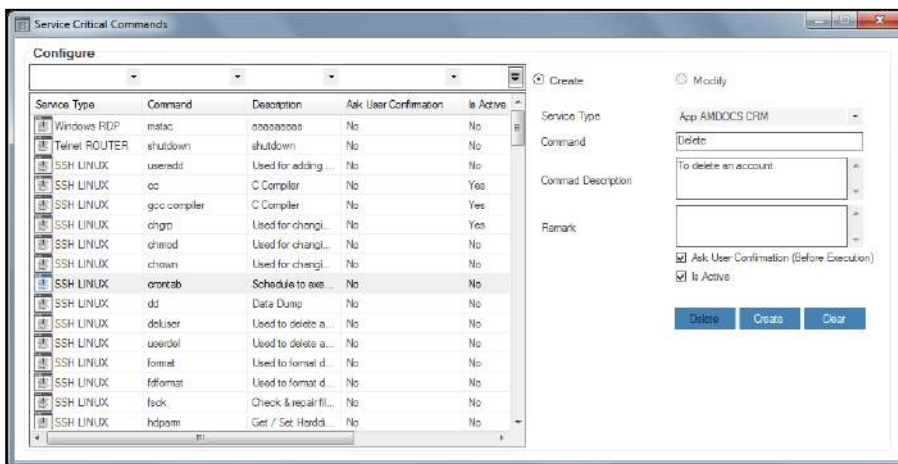 Service Critical Commands
Configure
Service Type Command Description Ask User Confirmation Is Active
Windows RDP mstsc aaaaaaaaa No No
Telnet ROUTER shutdown shutdown No No
SSH LINUX useradd Used for adding ... No No
SSH LINUX cc C Compiler No Yes
SSH LINUX gcc compiler C Compiler No Yes
SSH LINUX chgrp Used for changi... No Yes
SSH LINUX chmod Used for changi... No No
SSH LINUX chown Used for changi... No No
SSH LINUX crontab Schedule to exe... No No
SSH LINUX dd Data Dump No No
SSH LINUX deluser Used to delete a... No No
SSH LINUX userdel Used to delete a... No No
SSH LINUX format Used to format d... No No
SSH LINUX fdformat Used to format d... No No
SSH LINUX fsck Check & repair fil... No No
SSH LINUX hdparm Get / Set Harddi... No No
Create Modify
Service Type App AMDOCS CRM
Command Delete
Commad Description To delete an account.
Remark
Ask User Confirmation (Before Execution)
Is Active
Delete Create Clear